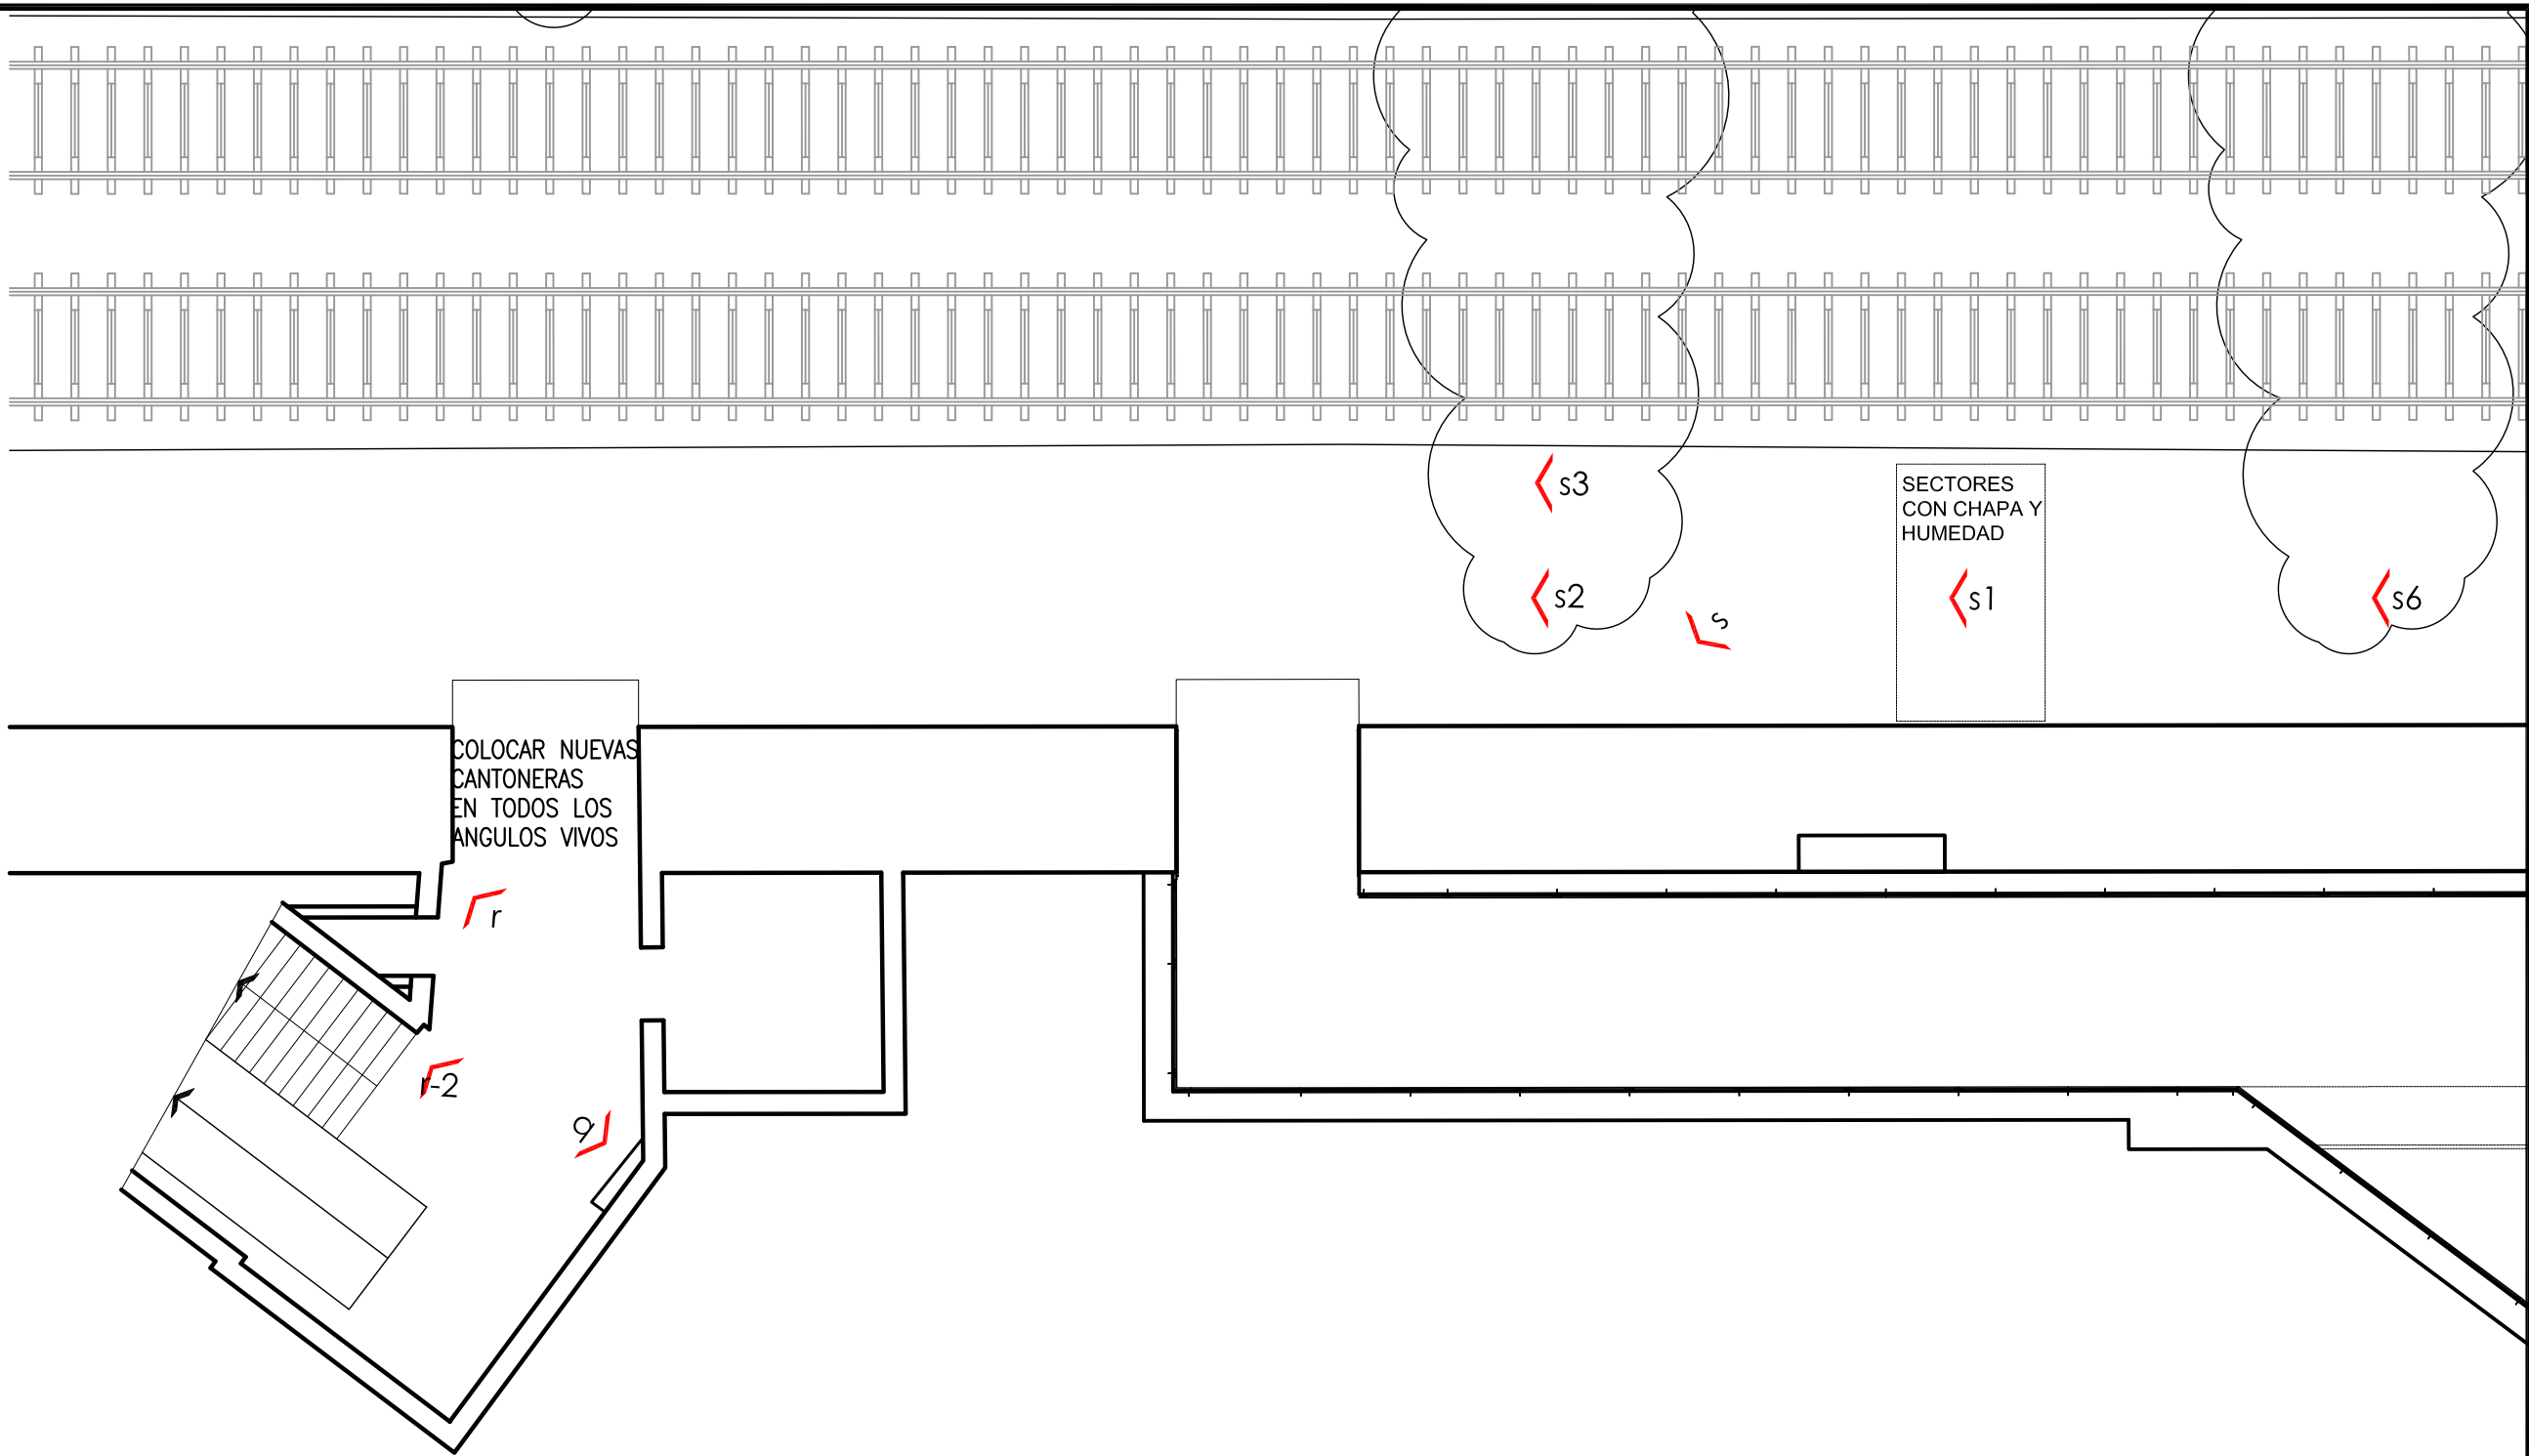 s3
SECTORES
CON CHAPA Y
HUMEDAD
s2
s
s1
s6
COLOCAR NUEVAS
CANTONERAS
EN TODOS LOS
ANGULOS VIVOS
r
r-2
9